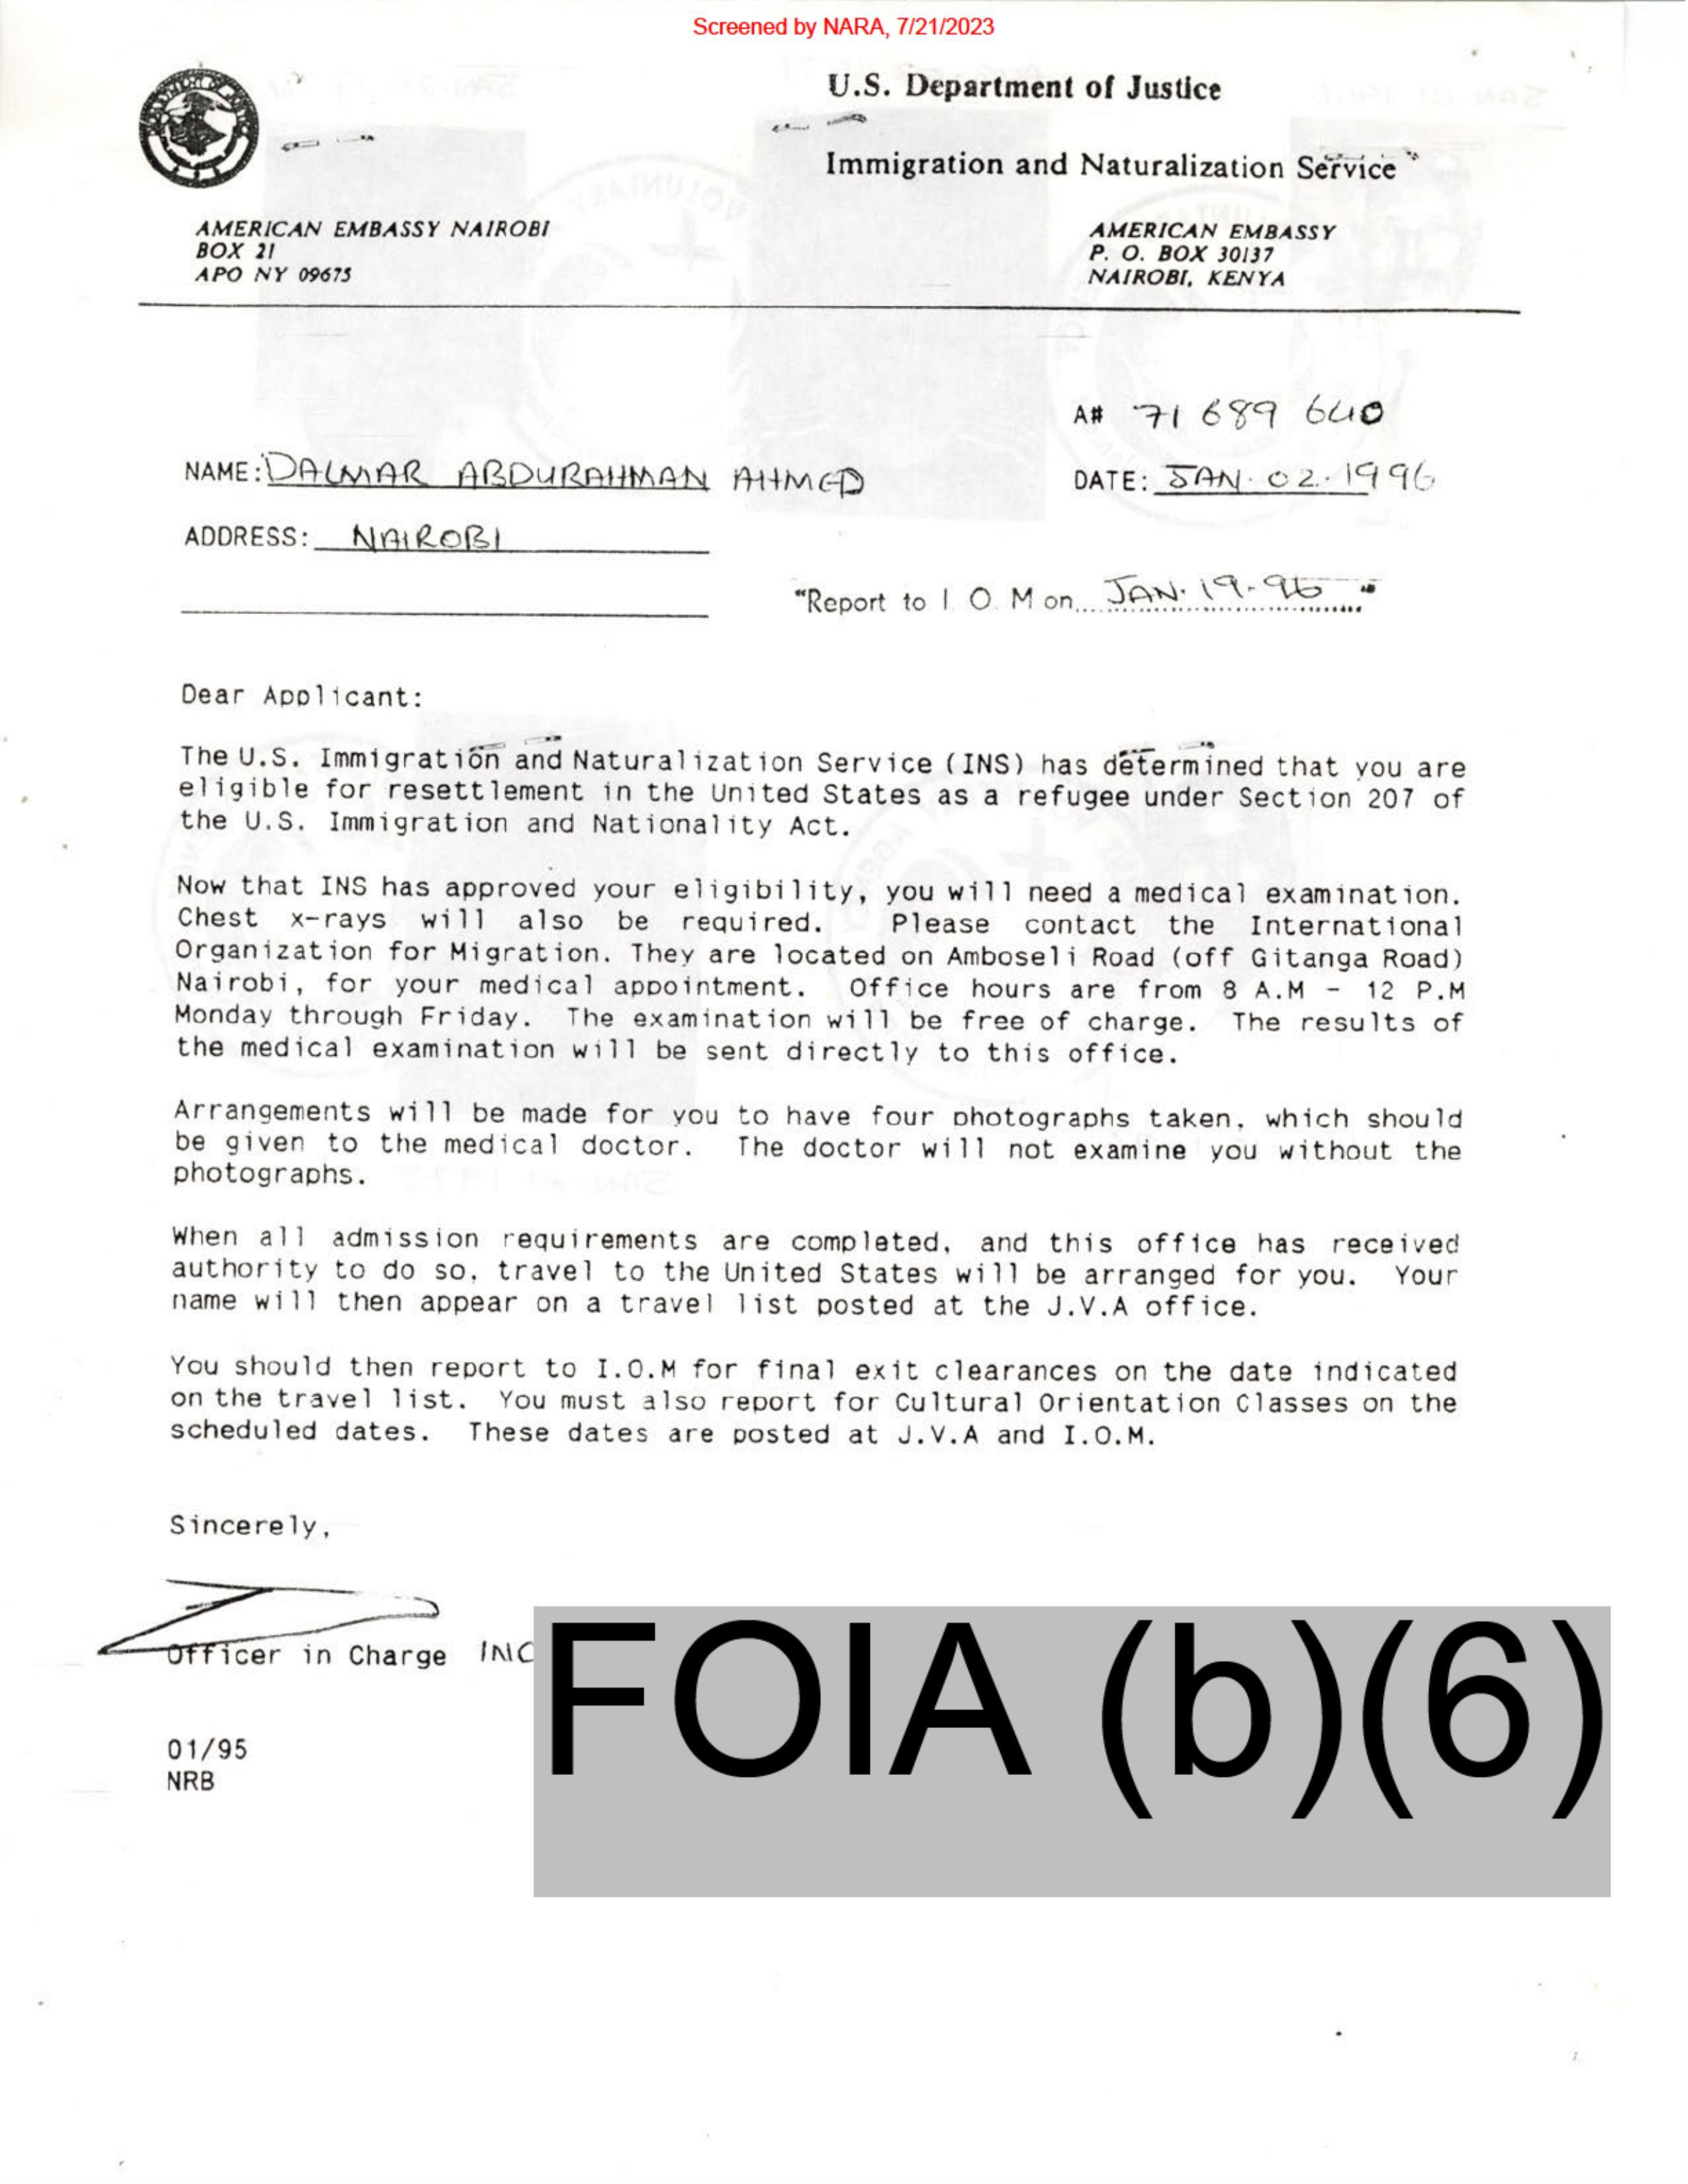 Screened by NARA, 7/21/2023
U.S. Department of Justice
Immigration and Naturalization Service
AMERICAN EMBASSY NAIROBI
BOX 21
APO NY 09675
AMERICAN EMBASSY
P. O. BOX 30137
NAIROBI, KENYA
A# 71 689 640
NAME: DALMAR ABDURAHMAN AHMED
DATE: JAN. 02. 1996
ADDRESS: NAIROBI
"Report to I. O. M on.... JAN. 19-96 "
Dear Applicant:
The U.S. Immigration and Naturalization Service (INS) has determined that you are
eligible for resettlement in the United States as a refugee under Section 207 of
the U.S. Immigration and Nationality Act.
Now that INS has approved your eligibility, you will need a medical examination.
Chest x-rays will also be required. Please contact the International
Organization for Migration. They are located on Amboseli Road (off Gitanga Road)
Nairobi, for your medical appointment. Office hours are from 8 A.M - 12 P.M
Monday through Friday. The examination will be free of charge. The results of
the medical examination will be sent directly to this office.
Arrangements will be made for you to have four photographs taken, which should
be given to the medical doctor. The doctor will not examine you without the
photographs.
When all admission requirements are completed, and this office has received
authority to do so, travel to the United States will be arranged for you. Your
name will then appear on a travel list posted at the J.V.A office.
You should then report to I.O.M for final exit clearances on the date indicated
on the travel list. You must also report for Cultural Orientation Classes on the
scheduled dates. These dates are posted at J.V.A and I.O.M.
Sincerely,
Officer in Charge INC
FOIA (b)(6)
01/95
NRB